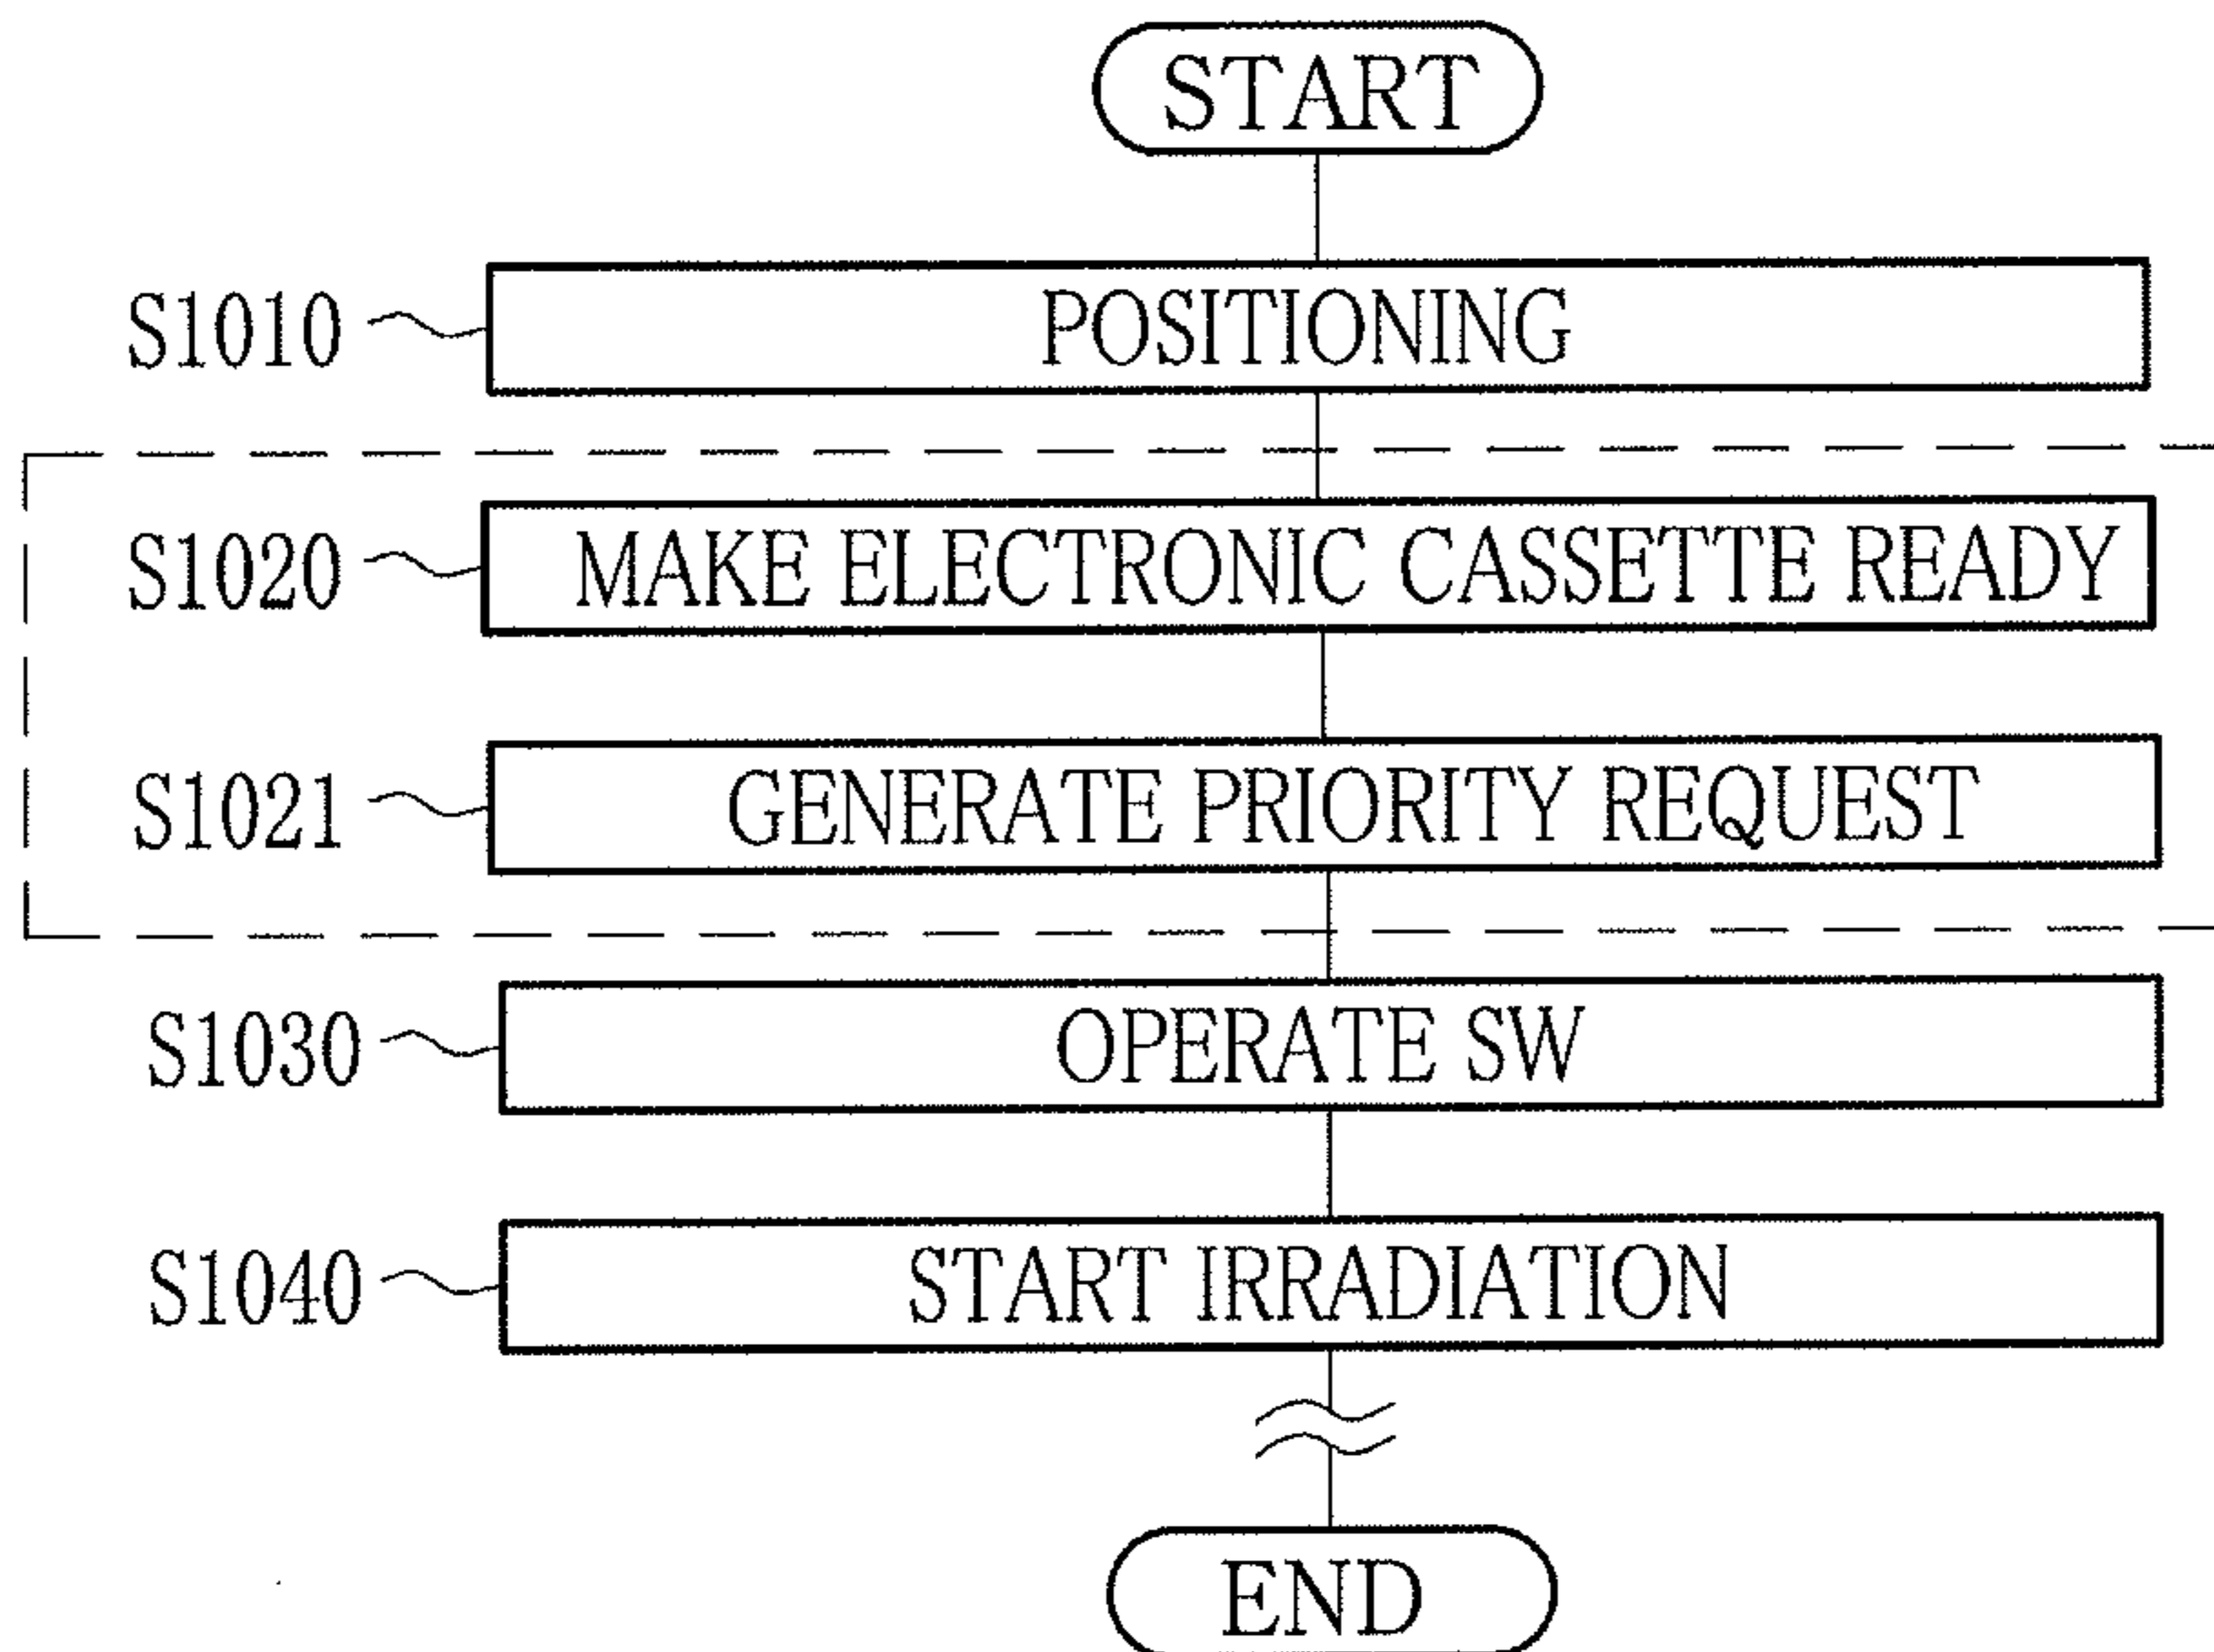 START
S1010 POSITIONING
S1020 MAKE ELECTRONIC CASSETTE READY
S1021 GENERATE PRIORITY REQUEST
S1030 OPERATE SW
S1040 START IRRADIATION
END